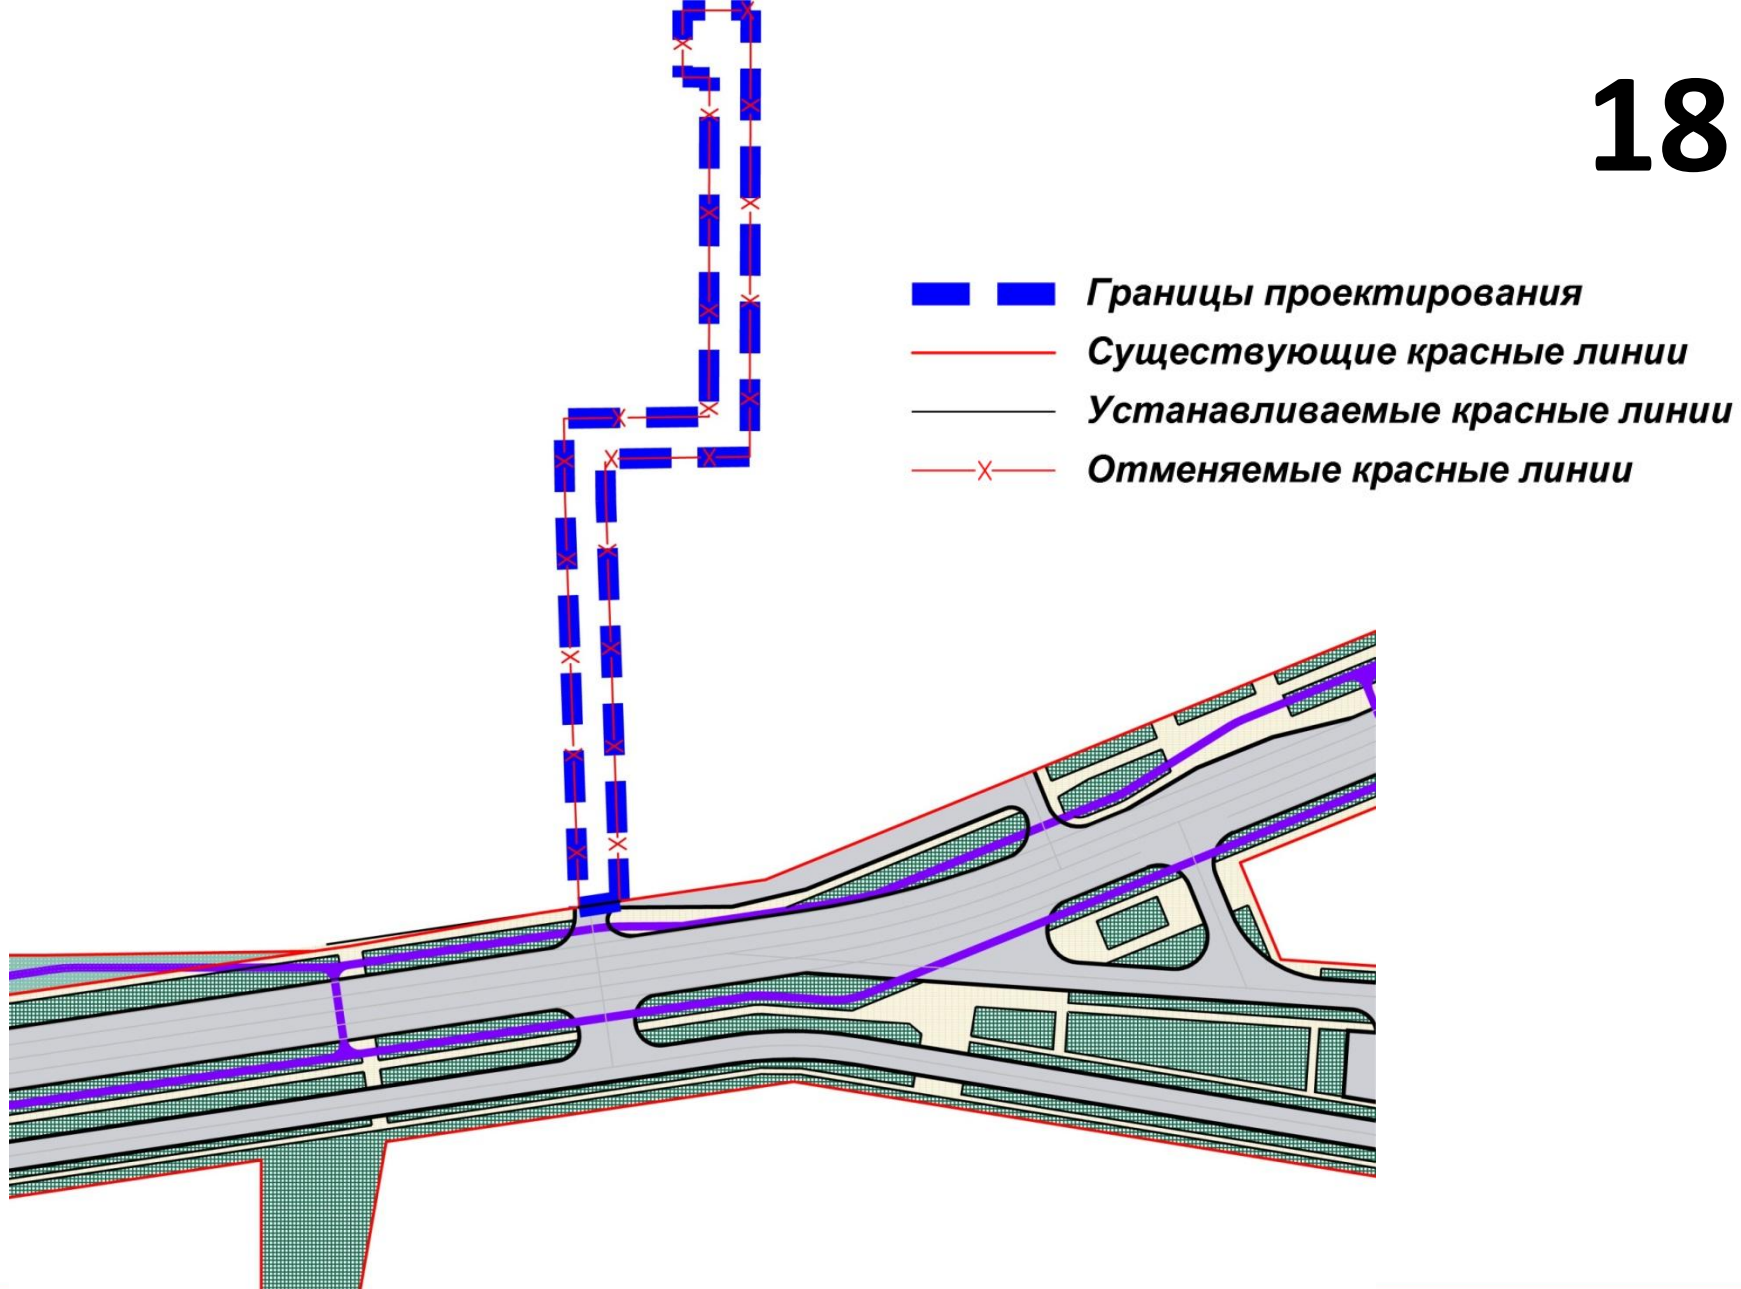 18
Границы проектирования
Существующие красные линии
Устанавливаемые красные линии
Отменяемые красные линии